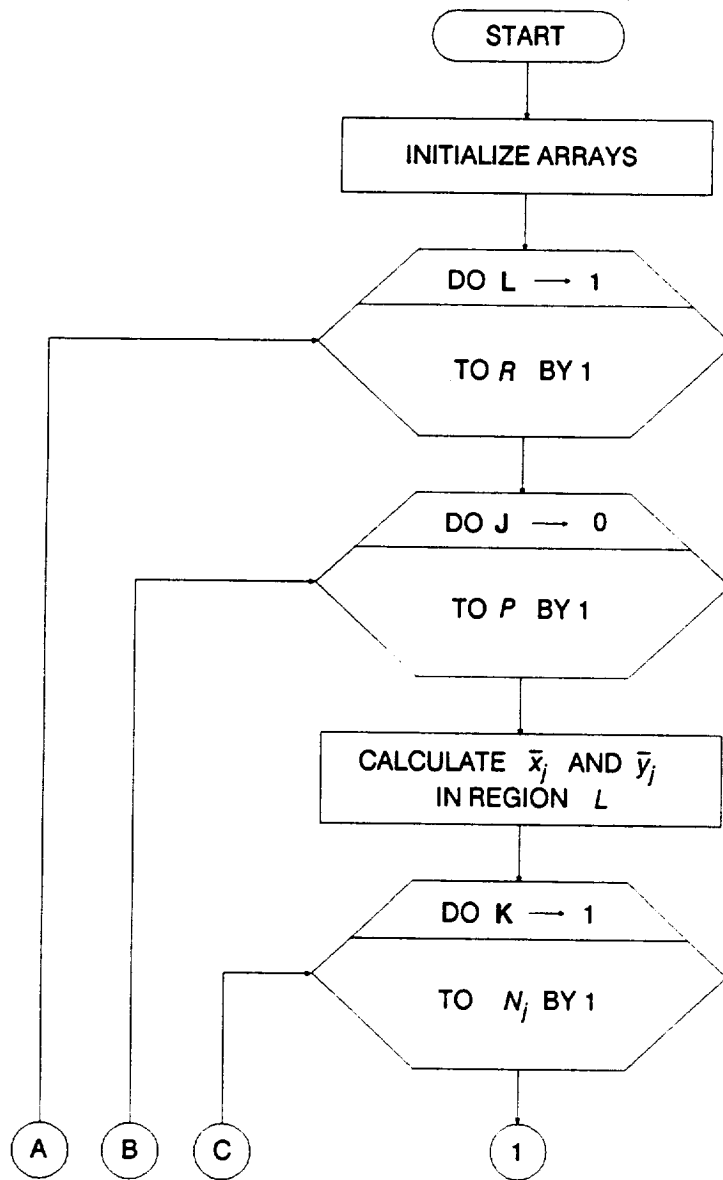 START
INITIALIZE ARRAYS
DO L → 1
TO R BY 1
DO J → 0
TO P BY 1
CALCULATE x̄ⱼ AND ȳⱼ
IN REGION L
DO K → 1
TO Nⱼ BY 1
A B C 1